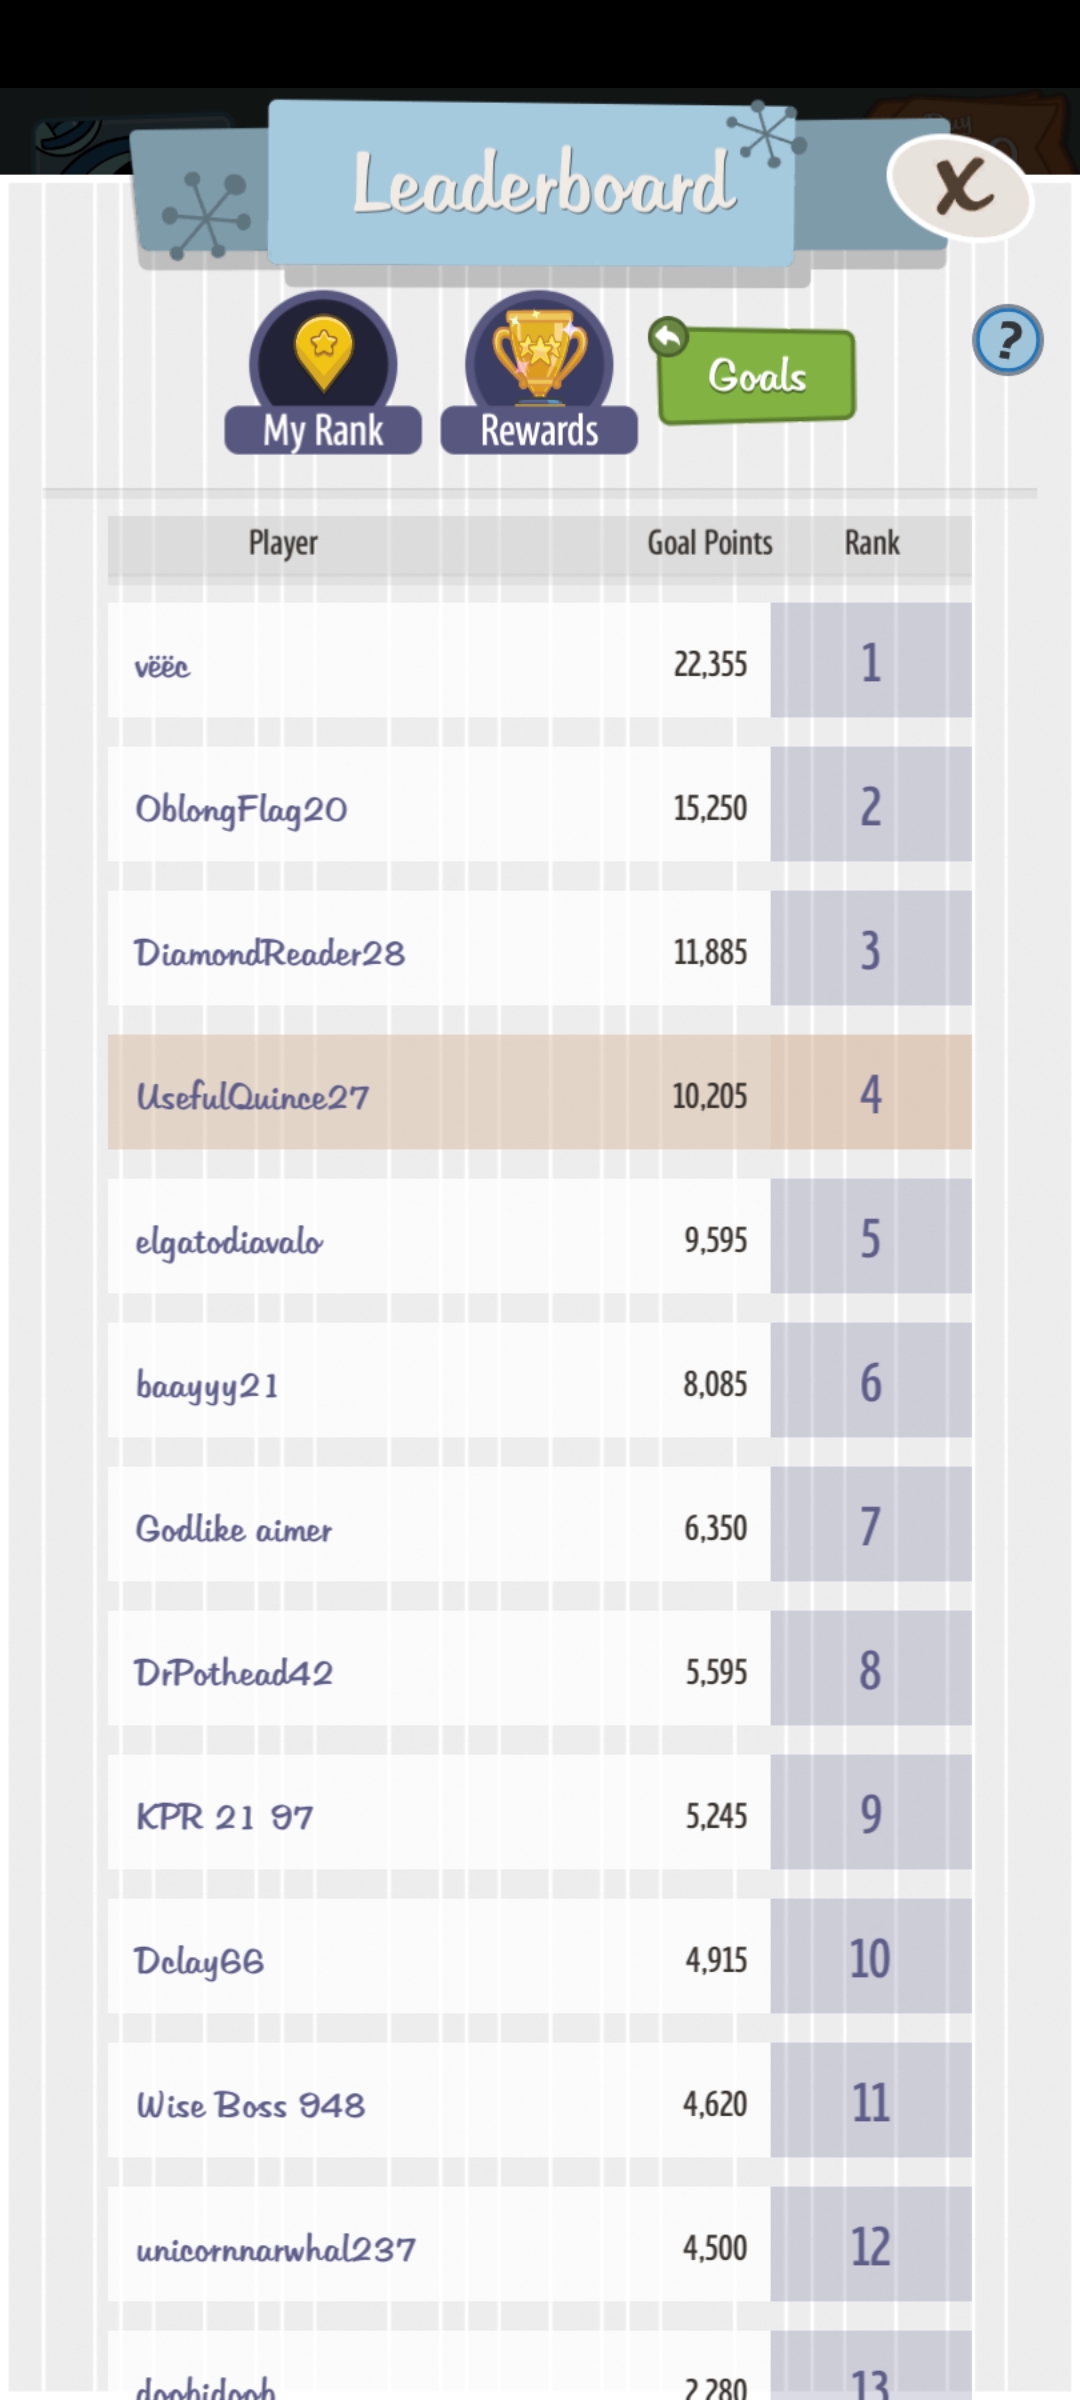 Leaderboard
X
My Rank
Rewards
Goals
?
Player Goal Points Rank
vëëc 22,355 1
OblongFlag20 15,250 2
DiamondReader28 11,885 3
UsefulQuince27 10,205 4
elgatodiavalo 9,595 5
baayyy21 8,085 6
Godlike aimer 6,350 7
DrPothead42 5,595 8
KPR 21 97 5,245 9
Dclay66 4,915 10
Wise Boss 948 4,620 11
unicornnarwhal237 4,500 12
doobidoob 2,280 13